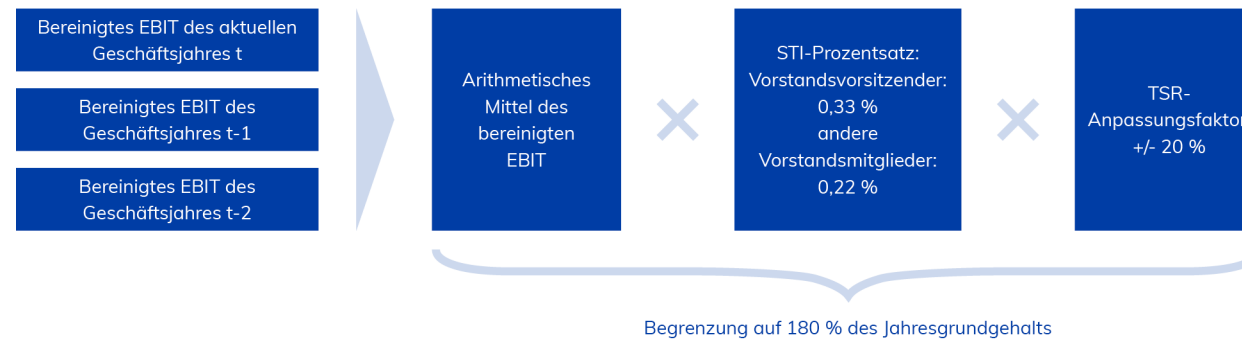 Bereinigtes EBIT des aktuellen
Geschäftsjahres t
Bereinigtes EBIT des
Geschäftsjahres t-1
Bereinigtes EBIT des
Geschäftsjahres t-2
Arithmetisches
Mittel des
bereinigten
EBIT
STI-Prozentsatz:
Vorstandsvorsitzender:
0,33 %
andere
Vorstandsmitglieder:
0,22 %
TSR-
Anpassungsfaktor
+/- 20 %
Begrenzung auf 180 % des Jahresgrundgehalts